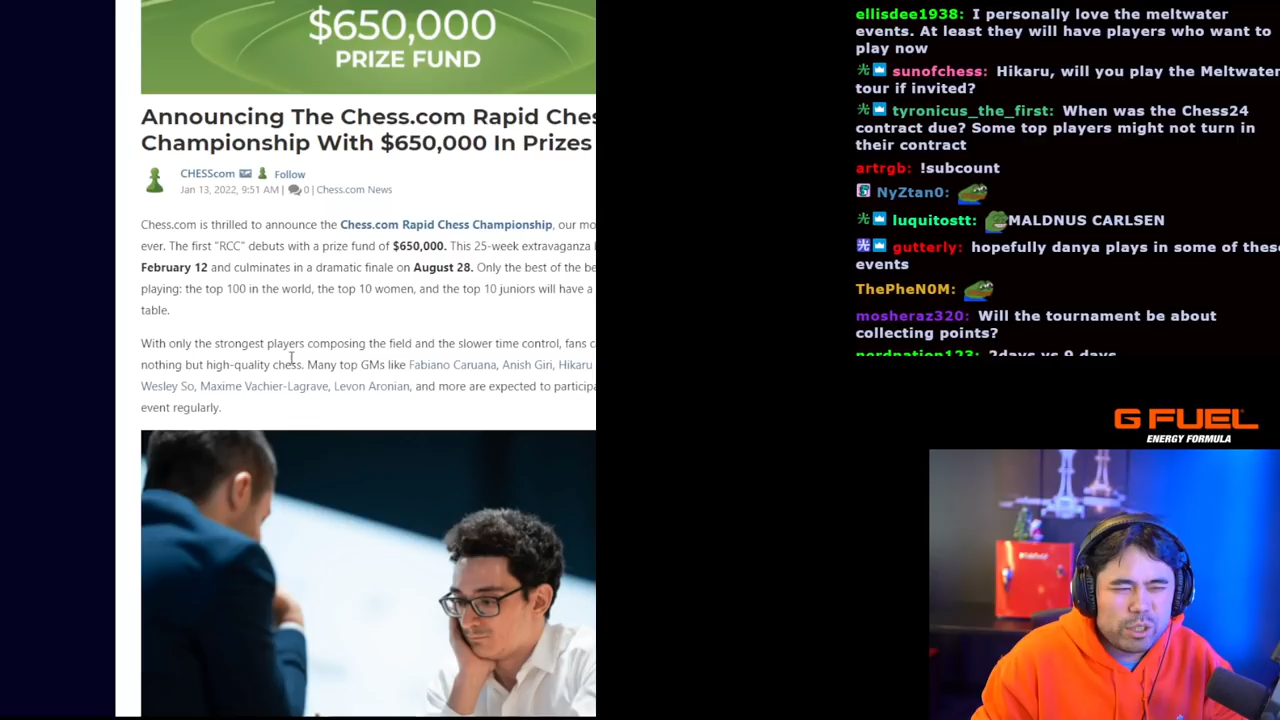 $650,000
PRIZE FUND
Announcing The Chess.com Rapid Ches
Championship With $650,000 In Prizes
CHESScom Follow
Jan 13, 2022, 9:51 AM | 0 | Chess.com News
Chess.com is thrilled to announce the Chess.com Rapid Chess Championship, our mo
ever. The first "RCC" debuts with a prize fund of $650,000. This 25-week extravaganza
February 12 and culminates in a dramatic finale on August 28. Only the best of the be
playing: the top 100 in the world, the top 10 women, and the top 10 juniors will have a
table.
With only the strongest players composing the field and the slower time control, fans c
nothing but high-quality chess. Many top GMs like Fabiano Caruana, Anish Giri, Hikaru
Wesley So, Maxime Vachier-Lagrave, Levon Aronian, and more are expected to participa
event regularly.
ellisdee1938: I personally love the meltwater
events. At least they will have players who want to
play now
sunofchess: Hikaru, will you play the Meltwater
tour if invited?
tyronicus_the_first: When was the Chess24
contract due? Some top players might not turn in
their contract
artrgb: !subcount
NyZtan0:
luquitostt: MALDNUS CARLSEN
gutterly: hopefully danya plays in some of these
events
ThePheN0M:
mosheraz320: Will the tournament be about
collecting points?
nerdnation123: 2days vs 9 days
G FUEL
ENERGY FORMULA